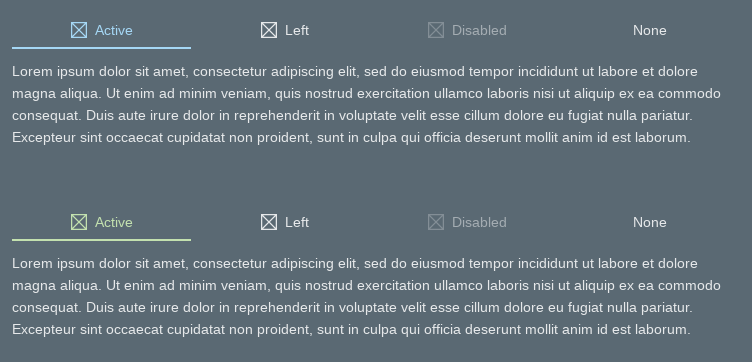 Active Left Disabled None
Lorem ipsum dolor sit amet, consectetur adipiscing elit, sed do eiusmod tempor incididunt ut labore et dolore
magna aliqua. Ut enim ad minim veniam, quis nostrud exercitation ullamco laboris nisi ut aliquip ex ea commodo
consequat. Duis aute irure dolor in reprehenderit in voluptate velit esse cillum dolore eu fugiat nulla pariatur.
Excepteur sint occaecat cupidatat non proident, sunt in culpa qui officia deserunt mollit anim id est laborum.
Active Left Disabled None
Lorem ipsum dolor sit amet, consectetur adipiscing elit, sed do eiusmod tempor incididunt ut labore et dolore
magna aliqua. Ut enim ad minim veniam, quis nostrud exercitation ullamco laboris nisi ut aliquip ex ea commodo
consequat. Duis aute irure dolor in reprehenderit in voluptate velit esse cillum dolore eu fugiat nulla pariatur.
Excepteur sint occaecat cupidatat non proident, sunt in culpa qui officia deserunt mollit anim id est laborum.